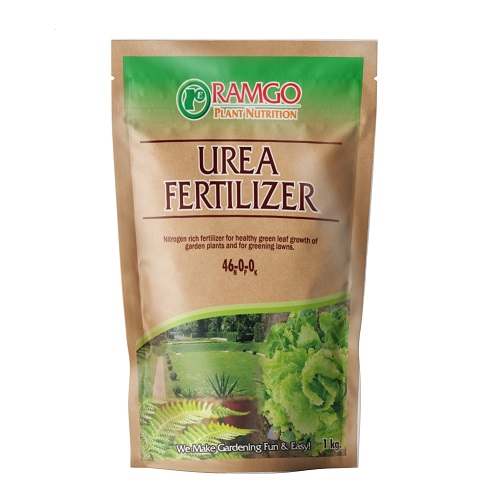 RAMGO
PLANT NUTRITION
UREA
FERTILIZER
Nitrogen rich fertilizer for healthy green leaf growth of
garden plants and for greening lawns.
46N-0P-0K
We Make Gardening Fun & Easy!
1 kg.